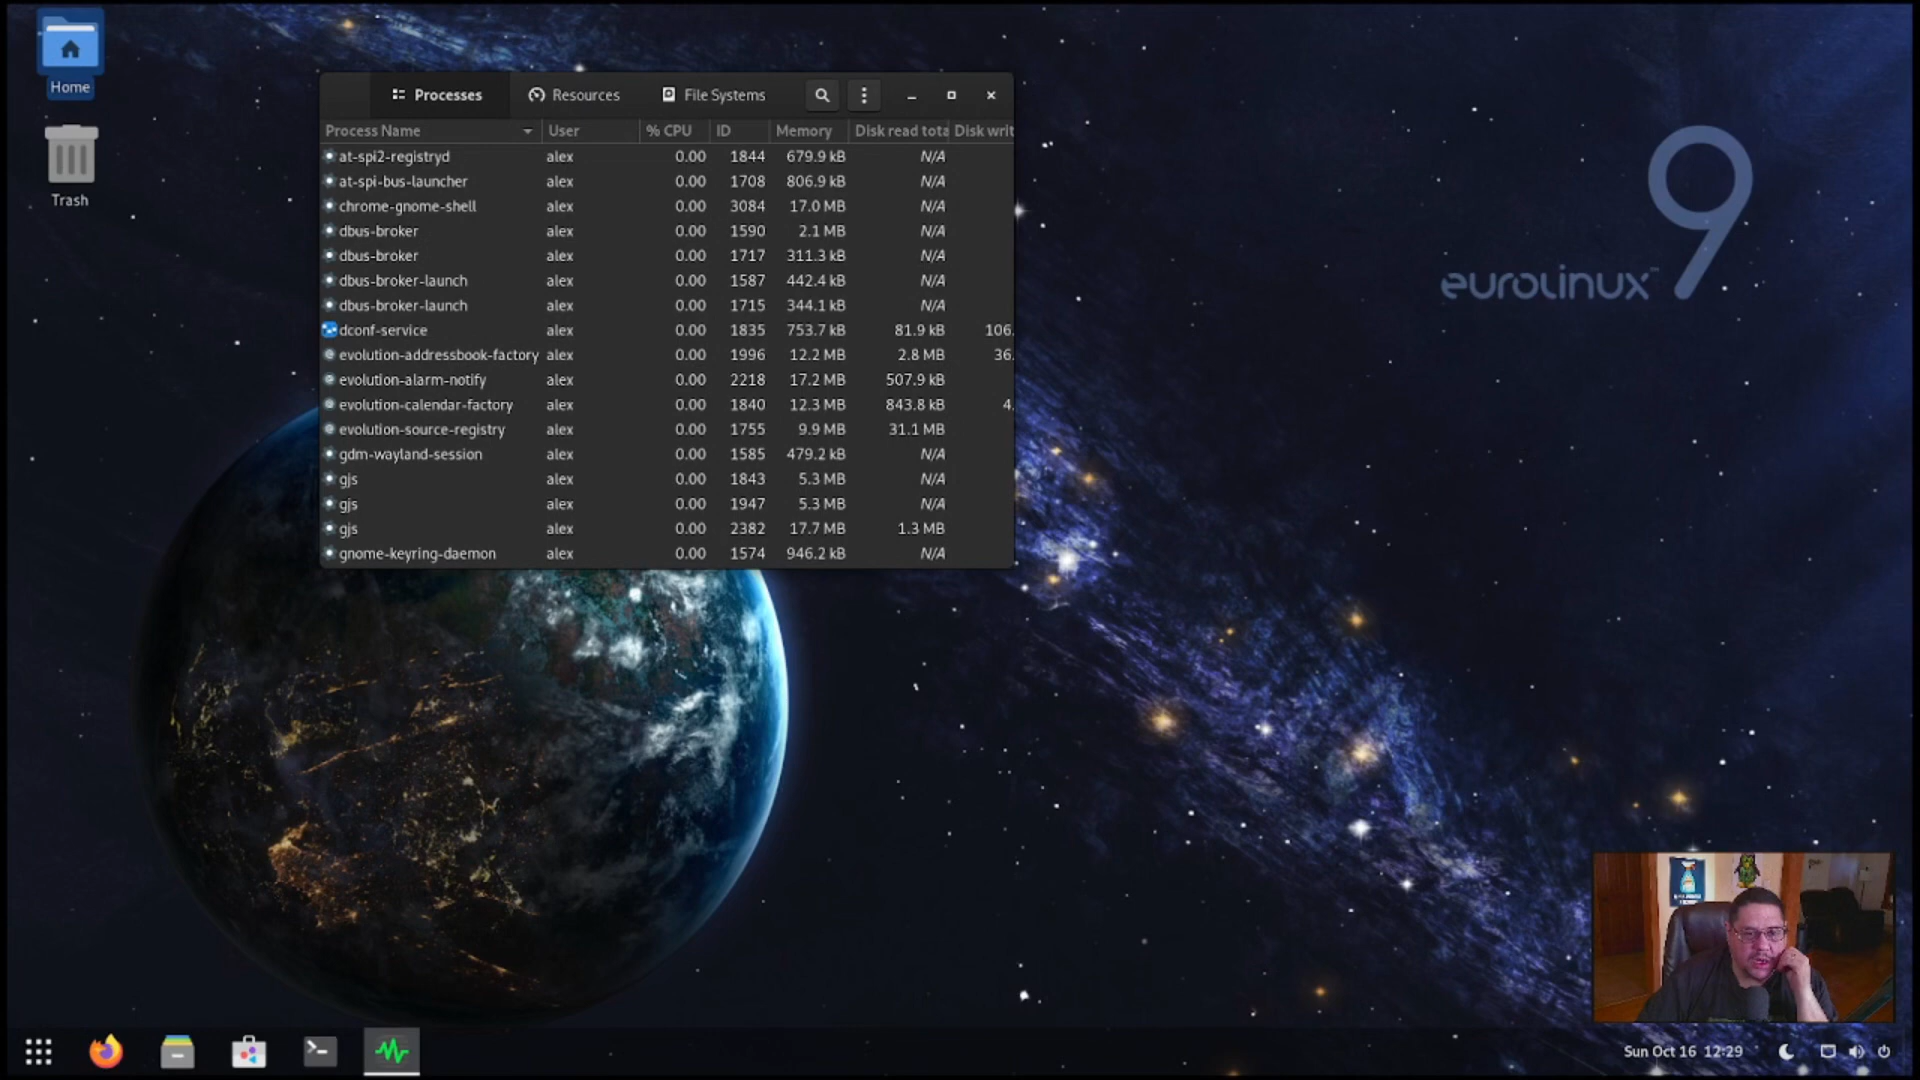 Home
Trash
Processes Resources File Systems
Process Name User % CPU ID Memory Disk read tota Disk writ
at-spi2-registryd alex 0.00 1844 679.9 kB N/A
at-spi-bus-launcher alex 0.00 1708 806.9 kB N/A
chrome-gnome-shell alex 0.00 3084 17.0 MB N/A
dbus-broker alex 0.00 1590 2.1 MB N/A
dbus-broker alex 0.00 1717 311.3 kB N/A
dbus-broker-launch alex 0.00 1587 442.4 kB N/A
dbus-broker-launch alex 0.00 1715 344.1 kB N/A
dconf-service alex 0.00 1835 753.7 kB 81.9 kB 106.
evolution-addressbook-factory alex 0.00 1996 12.2 MB 2.8 MB 36.
evolution-alarm-notify alex 0.00 2218 17.2 MB 507.9 kB
evolution-calendar-factory alex 0.00 1840 12.3 MB 843.8 kB 4.
evolution-source-registry alex 0.00 1755 9.9 MB 31.1 MB
gdm-wayland-session alex 0.00 1585 479.2 kB N/A
gjs alex 0.00 1843 5.3 MB N/A
gjs alex 0.00 1947 5.3 MB N/A
gjs alex 0.00 2382 17.7 MB 1.3 MB
gnome-keyring-daemon alex 0.00 1574 946.2 kB N/A
eurolinux™ 9
Sun Oct 16 12:29